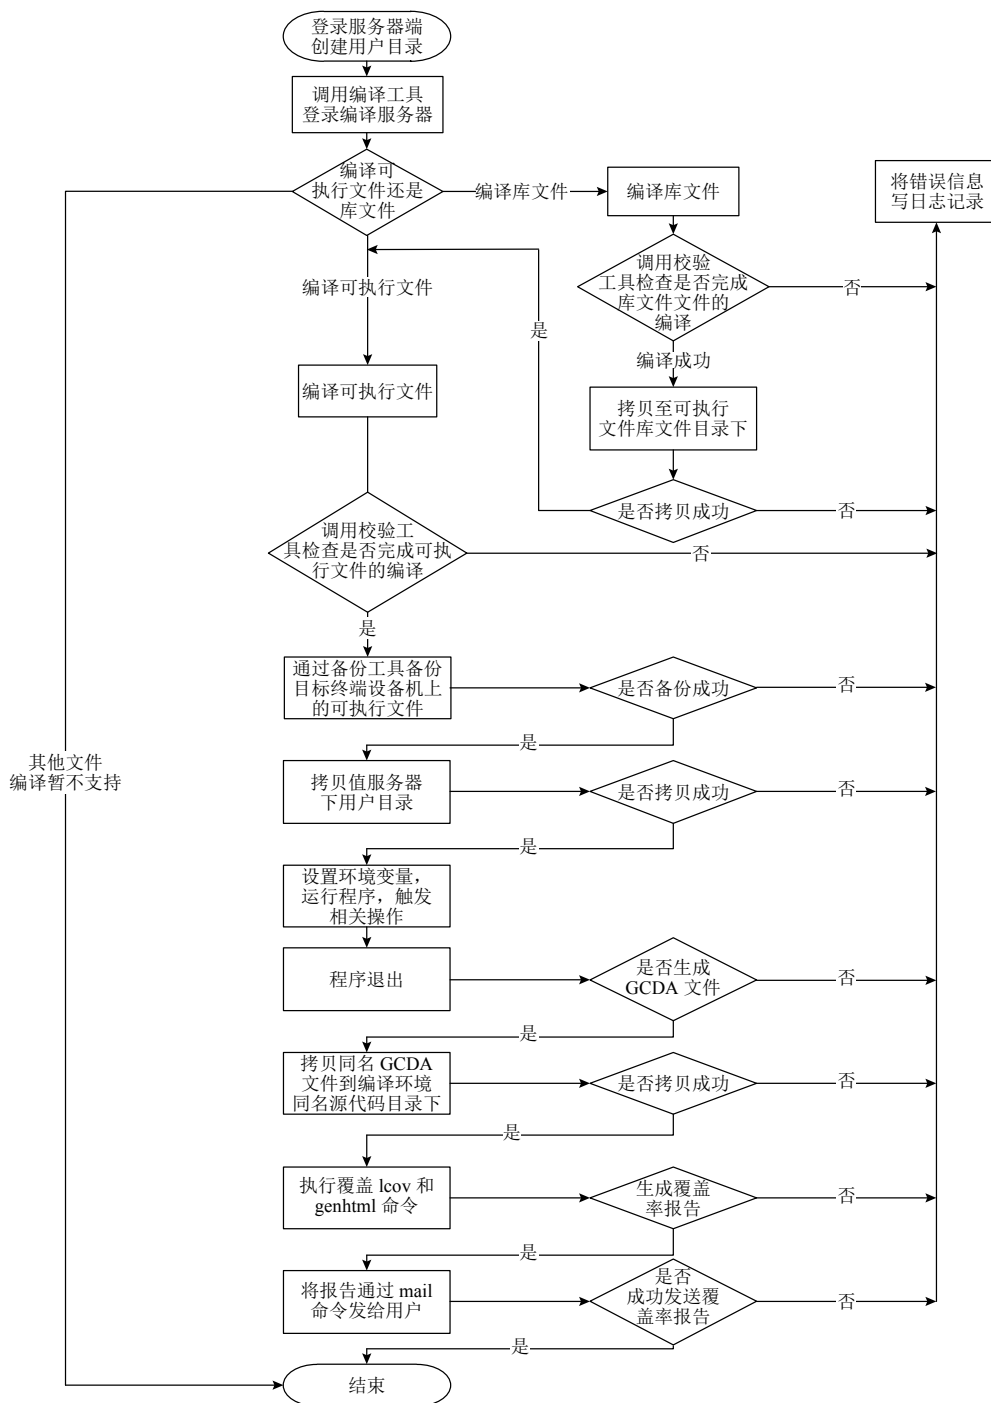 登录服务器端
创建用户目录
调用编译工具
登录编译服务器
编译可
执行文件还是
库文件
编译库文件
编译库文件
将错误信息
写日志记录
调用校验
工具检查是否完成
库文件文件的
编译
否
编译可执行文件
是
编译成功
编译可执行文件
拷贝至可执行
文件库文件目录下
是否拷贝成功
否
调用校验工
具检查是否完成可执
行文件的编译
否
是
通过备份工具备份
目标终端设备机上
的可执行文件
是否备份成功
否
是
其他文件
编译暂不支持
拷贝值服务器
下用户目录
是否拷贝成功
否
是
设置环境变量，
运行程序，触发
相关操作
程序退出
是否生成
GCDA 文件
否
是
拷贝同名 GCDA
文件到编译环境
同名源代码目录下
是否拷贝成功
否
是
执行覆盖 lcov 和
genhtml 命令
生成覆盖
率报告
否
是
将报告通过 mail
命令发给用户
是否
成功发送覆
盖率报告
否
是
结束